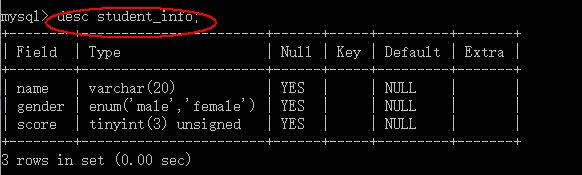 mysql> desc student_info;
+--------+-----------------------+------+-----+---------+-------+
| Field | Type | Null | Key | Default | Extra |
+--------+-----------------------+------+-----+---------+-------+
| name | varchar(20) | YES | | NULL | |
| gender | enum('male','female') | YES | | NULL | |
| score | tinyint(3) unsigned | YES | | NULL | |
+--------+-----------------------+------+-----+---------+-------+
3 rows in set (0.00 sec)